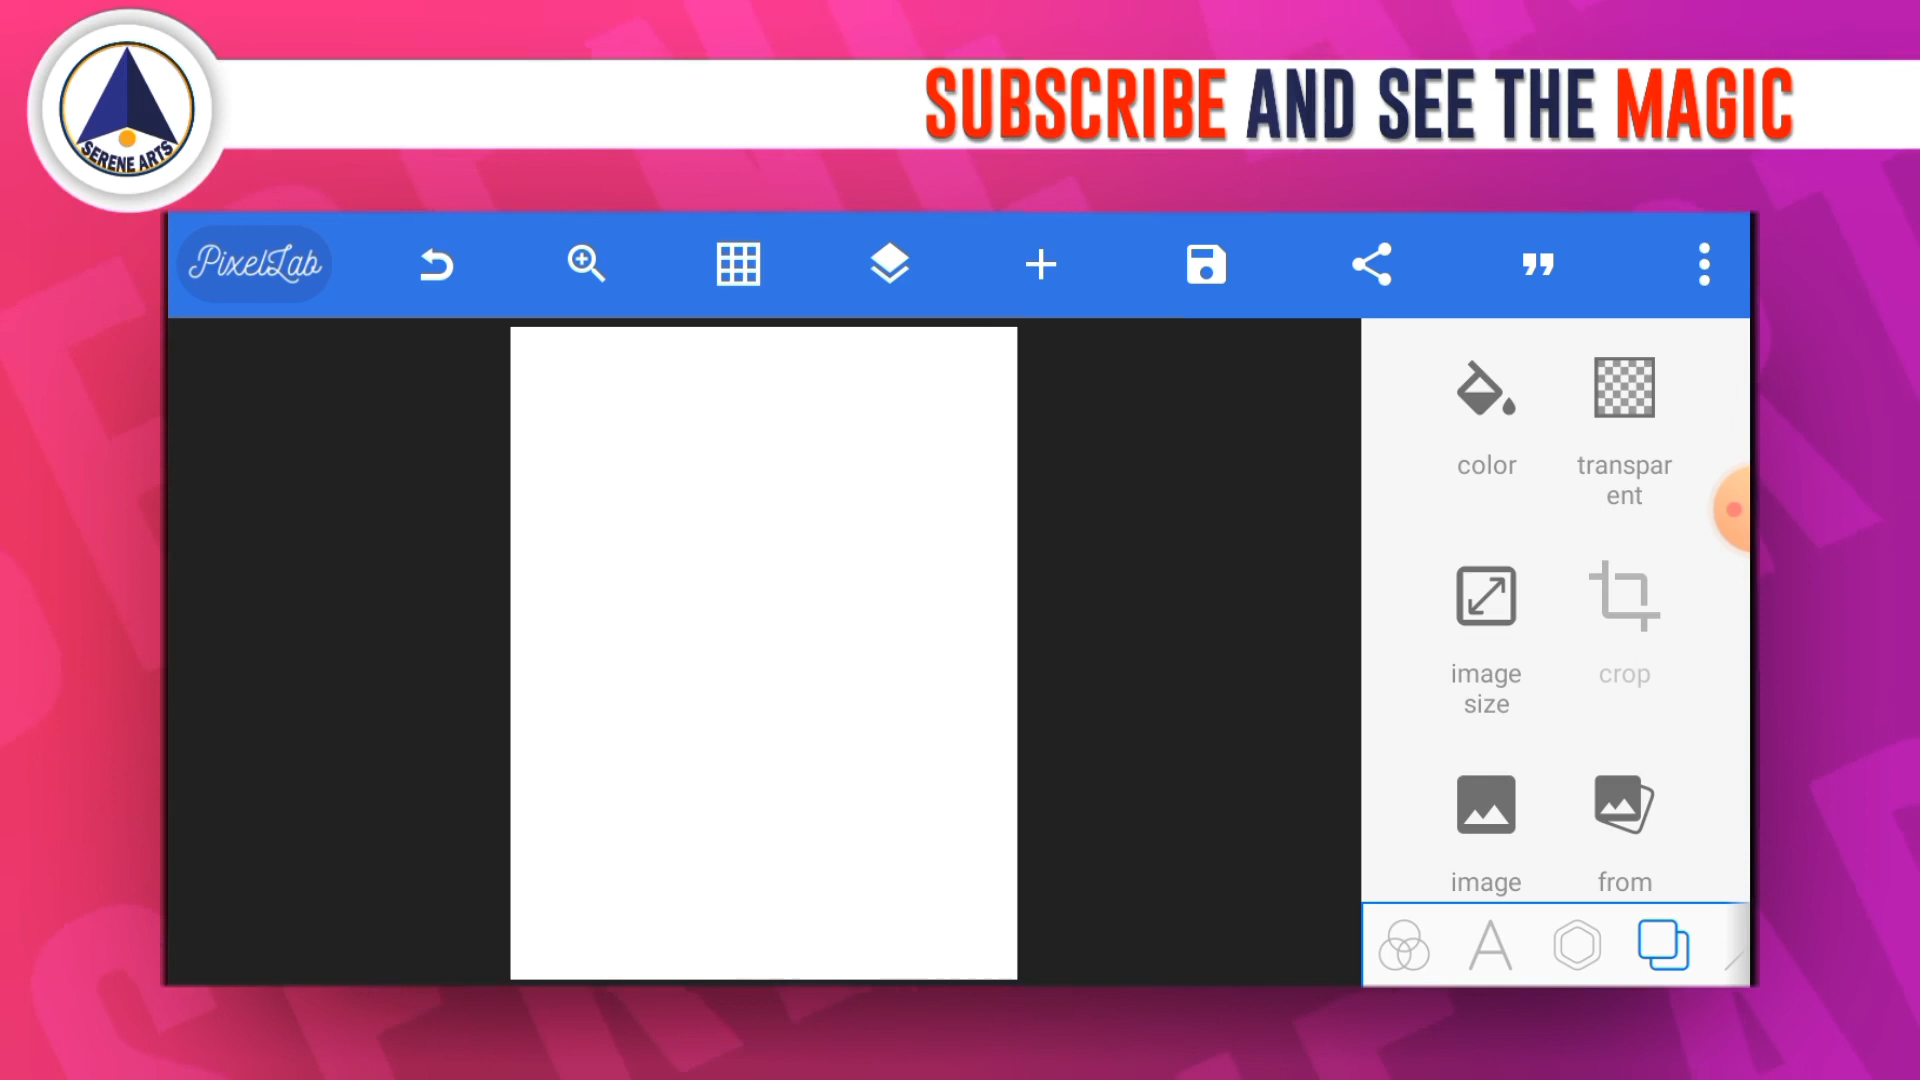 SUBSCRIBE AND SEE THE MAGIC
SERENE ARTS
PixelLab
color
transpar
ent
image
size
crop
image
from